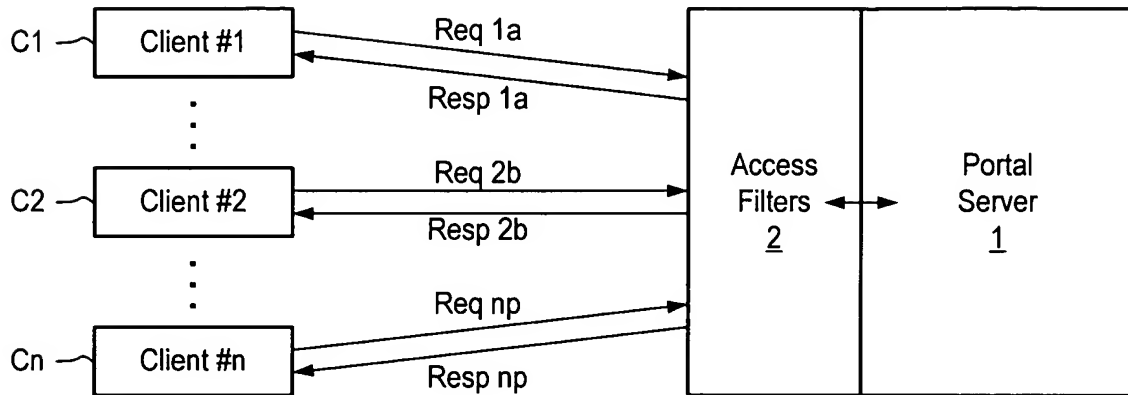 C1
Client #1
Req 1a
Resp 1a
C2
Client #2
Req 2b
Resp 2b
Cn
Client #n
Req np
Resp np
Access
Filters
2
Portal
Server
1